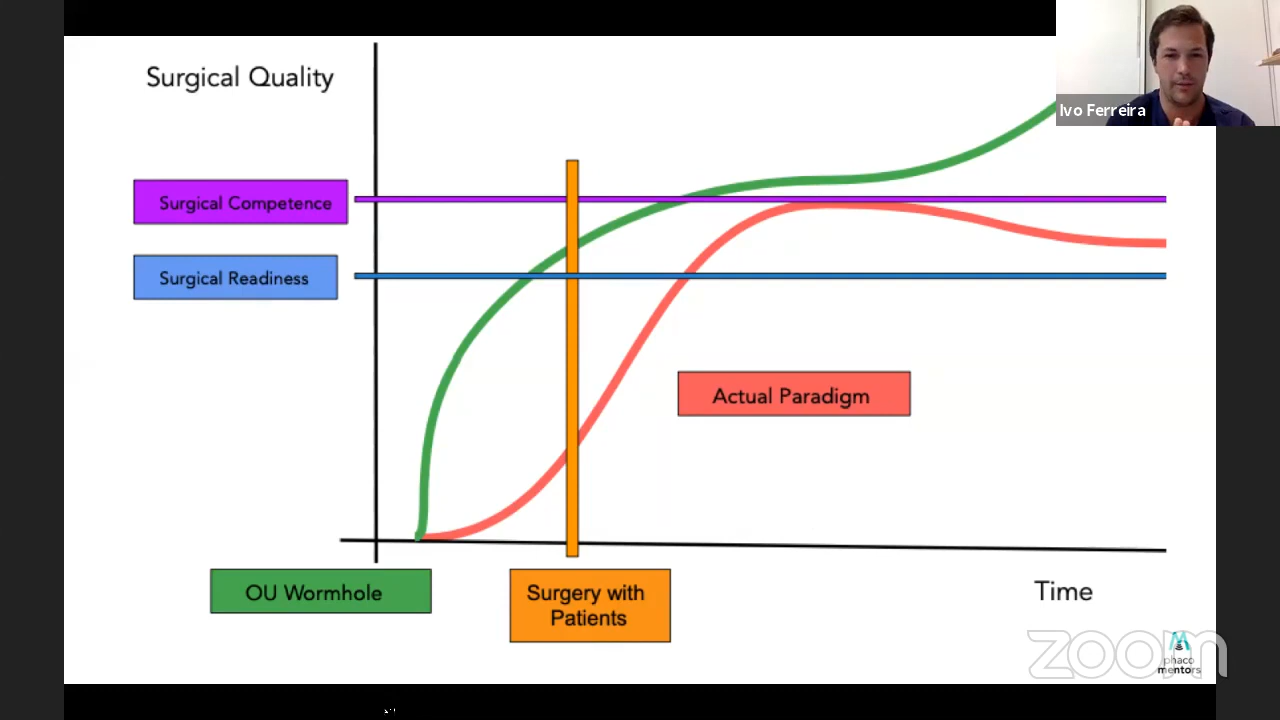 Surgical Quality
Ivo Ferreira
Surgical Competence
Surgical Readiness
Actual Paradigm
OU Wormhole
Surgery with
Patients
Time
zoom
phaco
mentors